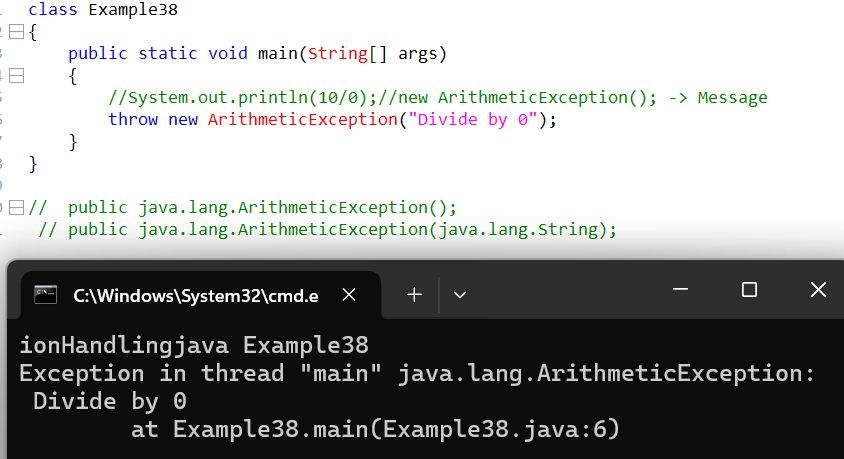 class Example38
{
public static void main(String[] args)
{
//System.out.println(10/0);//new ArithmeticException(); -> Message
throw new ArithmeticException("Divide by 0");
}
}
// public java.lang.ArithmeticException();
// public java.lang.ArithmeticException(java.lang.String);
C:\Windows\System32\cmd.e
ionHandlingjava Example38
Exception in thread "main" java.lang.ArithmeticException:
Divide by 0
at Example38.main(Example38.java:6)